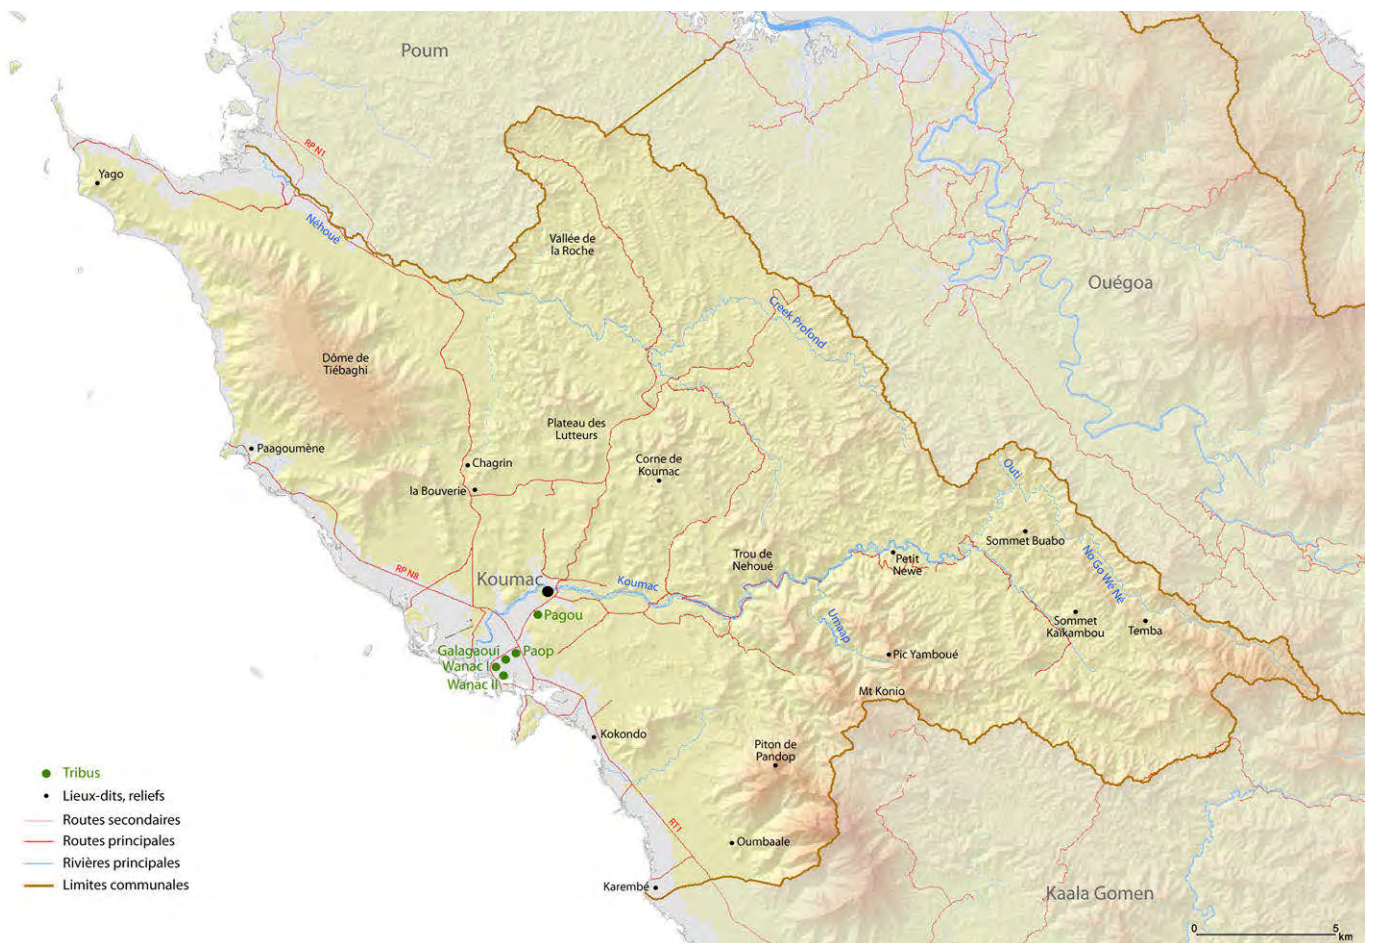 Poum
RP N1
Yago
Néhoué
Vallée de
la Roche
Ouégoa
Creek Profond
Dôme de
Tiébaghi
Plateau des
Lutteurs
Paagoumène
Chagrin
Corne de
Koumac
la Bouverie
Outi
Sommet Buabo
Trou de
Nehoué
Petit
Néwe
No Go Wé Né
RP N8
Koumac
Koumac
Pagou
Umaap
Sommet
Kaïkambou
Temba
Galagaoui
Paop
Wanac I
Wanac II
Pic Yamboué
Mt Konio
Kokondo
Piton de
Pandop
RT1
Oumbaale
Karembé
Kaala Gomen
Tribus
Lieux-dits, reliefs
Routes secondaires
Routes principales
Rivières principales
Limites communales
0 5
km